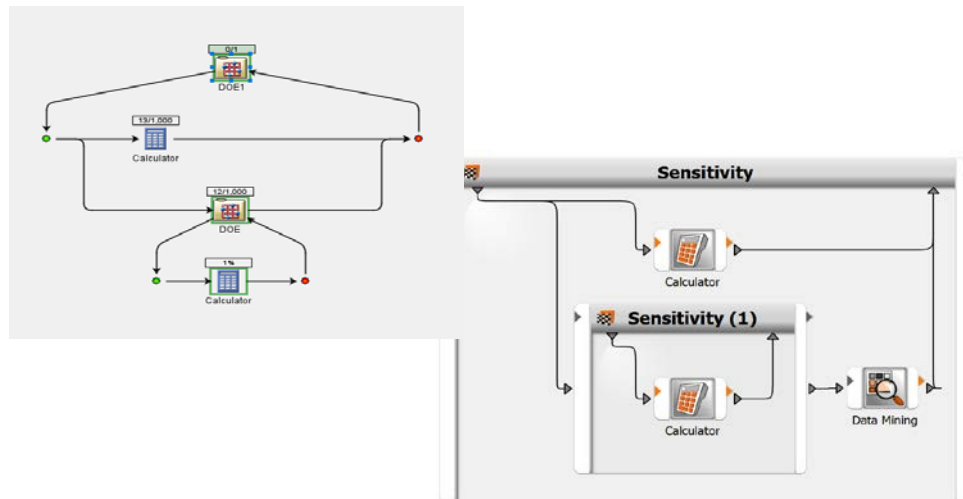 0/1
DOE1
13/1,000
Calculator
12/1,000
DOE
1%
Calculator
Sensitivity
Calculator
Sensitivity (1)
Calculator
Data Mining